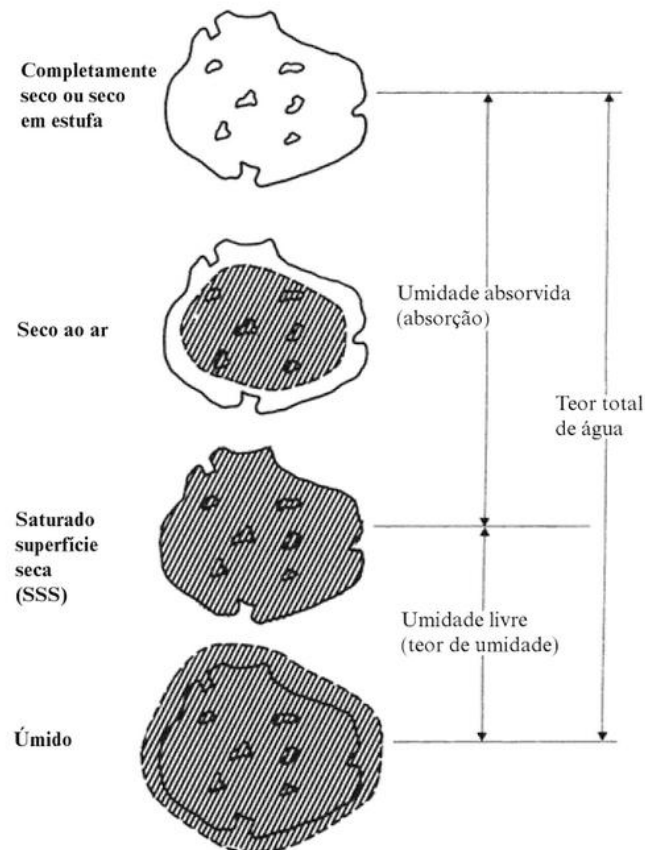 Completamente
seco ou seco
em estufa
Seco ao ar
Umidade absorvida
(absorção)
Teor total
de água
Saturado
superfície
seca
(SSS)
Umidade livre
(teor de umidade)
Úmido